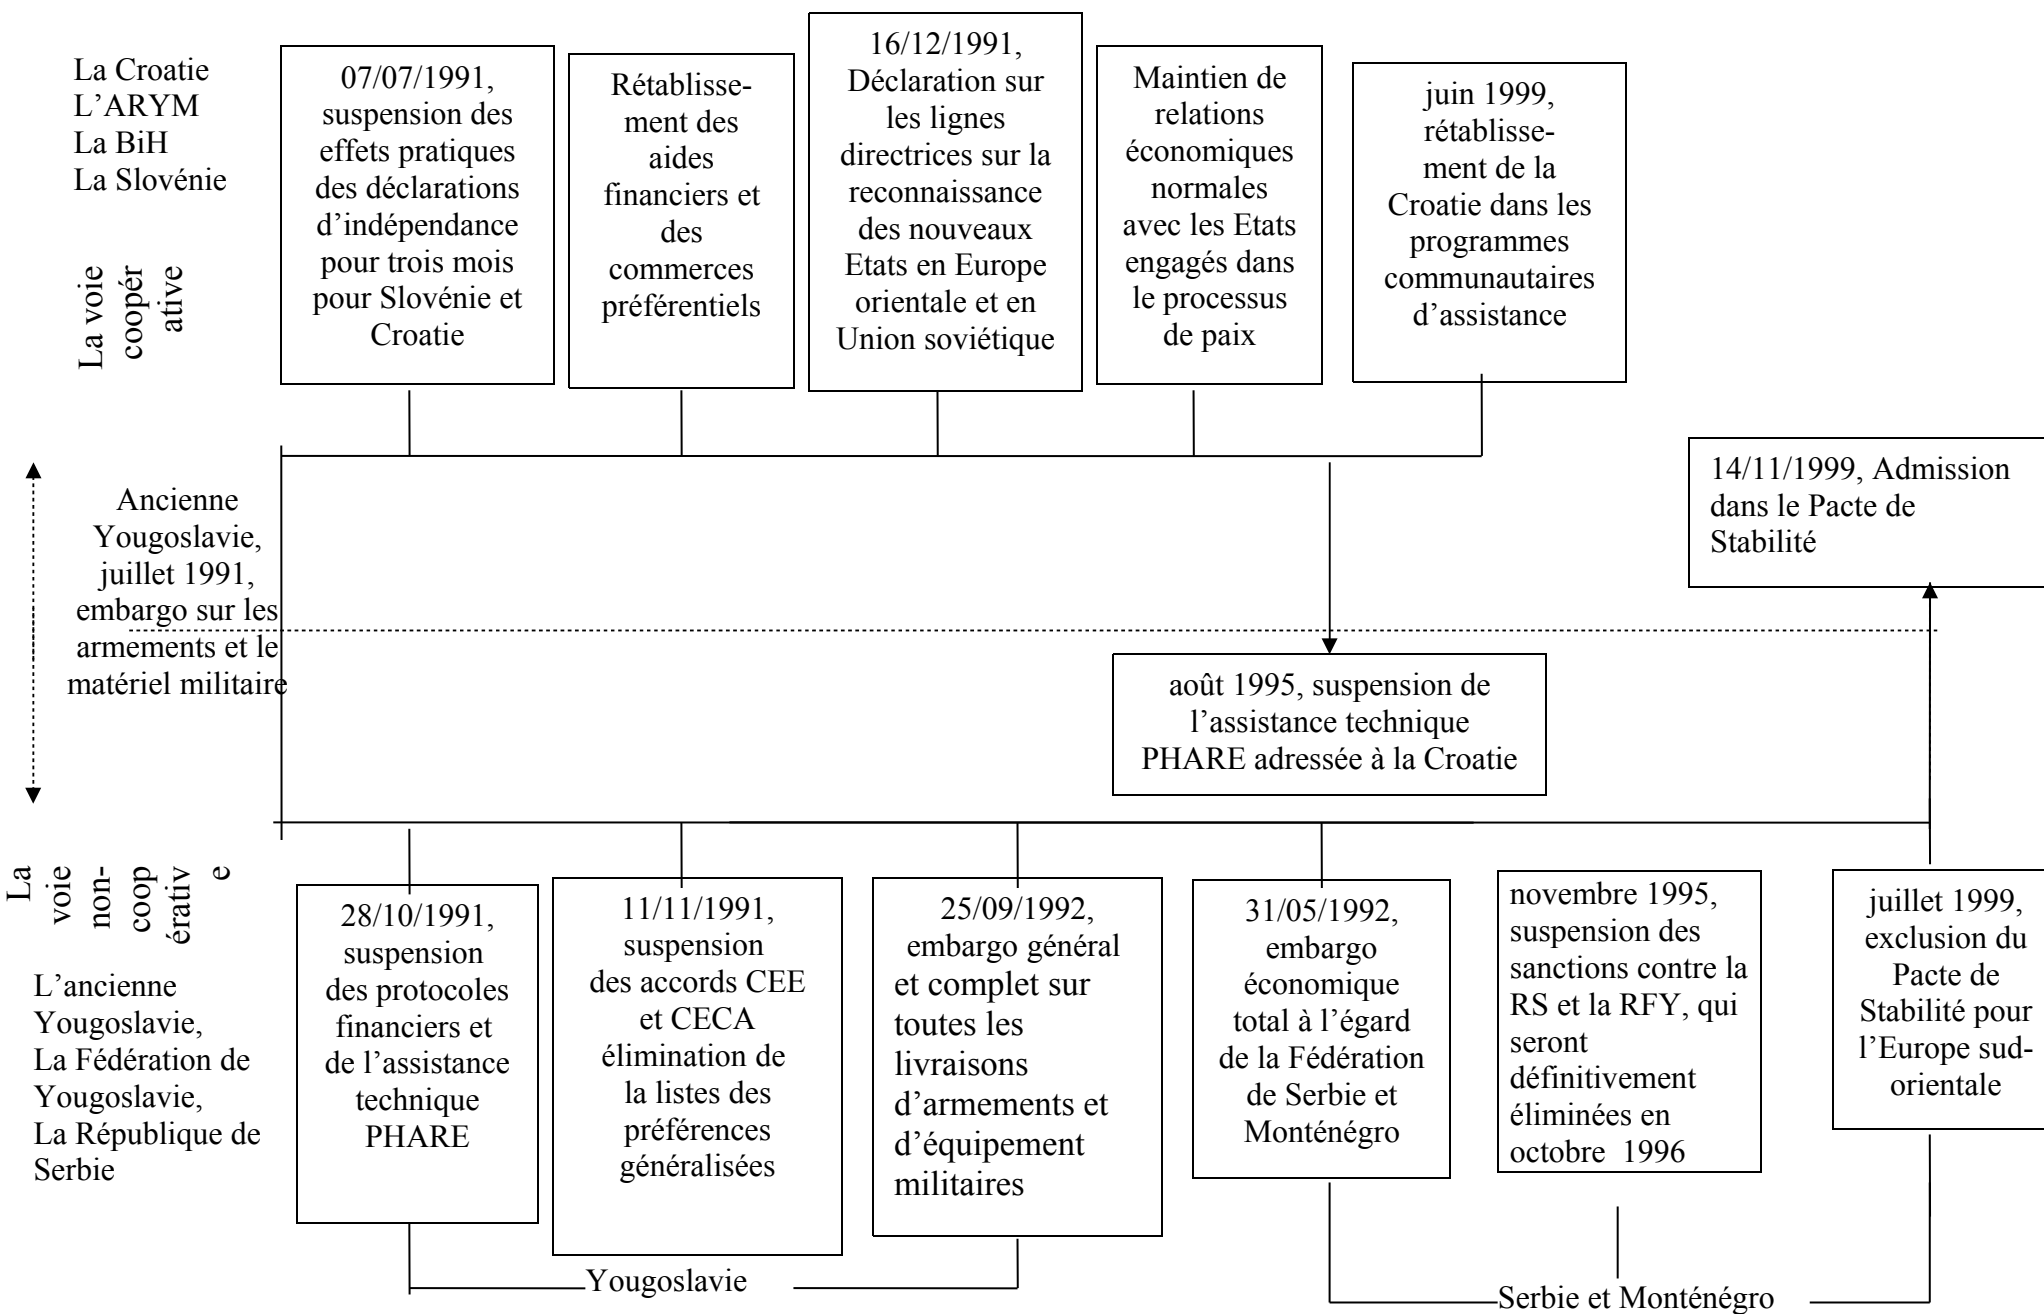 La Croatie
L’ARYM
La BiH
La Slovénie
La voie
coopér
ative
07/07/1991,
suspension des
effets pratiques
des déclarations
d’indépendance
pour trois mois
pour Slovénie et
Croatie
Rétablisse-
ment des
aides
financiers et
des
commerces
préférentiels
16/12/1991,
Déclaration sur
les lignes
directrices sur la
reconnaissance
des nouveaux
Etats en Europe
orientale et en
Union soviétique
Maintien de
relations
économiques
normales
avec les Etats
engagés dans
le processus
de paix
juin 1999,
rétablisse-
ment de la
Croatie dans les
programmes
communautaires
d’assistance
Ancienne
Yougoslavie,
juillet 1991,
embargo sur les
armements et le
matériel militaire
14/11/1999, Admission
dans le Pacte de
Stabilité
août 1995, suspension de
l’assistance technique
PHARE adressée à la Croatie
La
voie
non-
coop
érativ
e
L’ancienne
Yougoslavie,
La Fédération de
Yougoslavie,
La République de
Serbie
28/10/1991,
suspension
des protocoles
financiers et
de l’assistance
technique
PHARE
11/11/1991,
suspension
des accords CEE
et CECA
élimination de
la listes des
préférences
généralisées
25/09/1992,
embargo général
et complet sur
toutes les
livraisons
d’armements et
d’équipement
militaires
31/05/1992,
embargo
économique
total à l’égard
de la Fédération
de Serbie et
Monténégro
novembre 1995,
suspension des
sanctions contre la
RS et la RFY, qui
seront
définitivement
éliminées en
octobre 1996
juillet 1999,
exclusion du
Pacte de
Stabilité pour
l’Europe sud-
orientale
Yougoslavie
Serbie et Monténégro